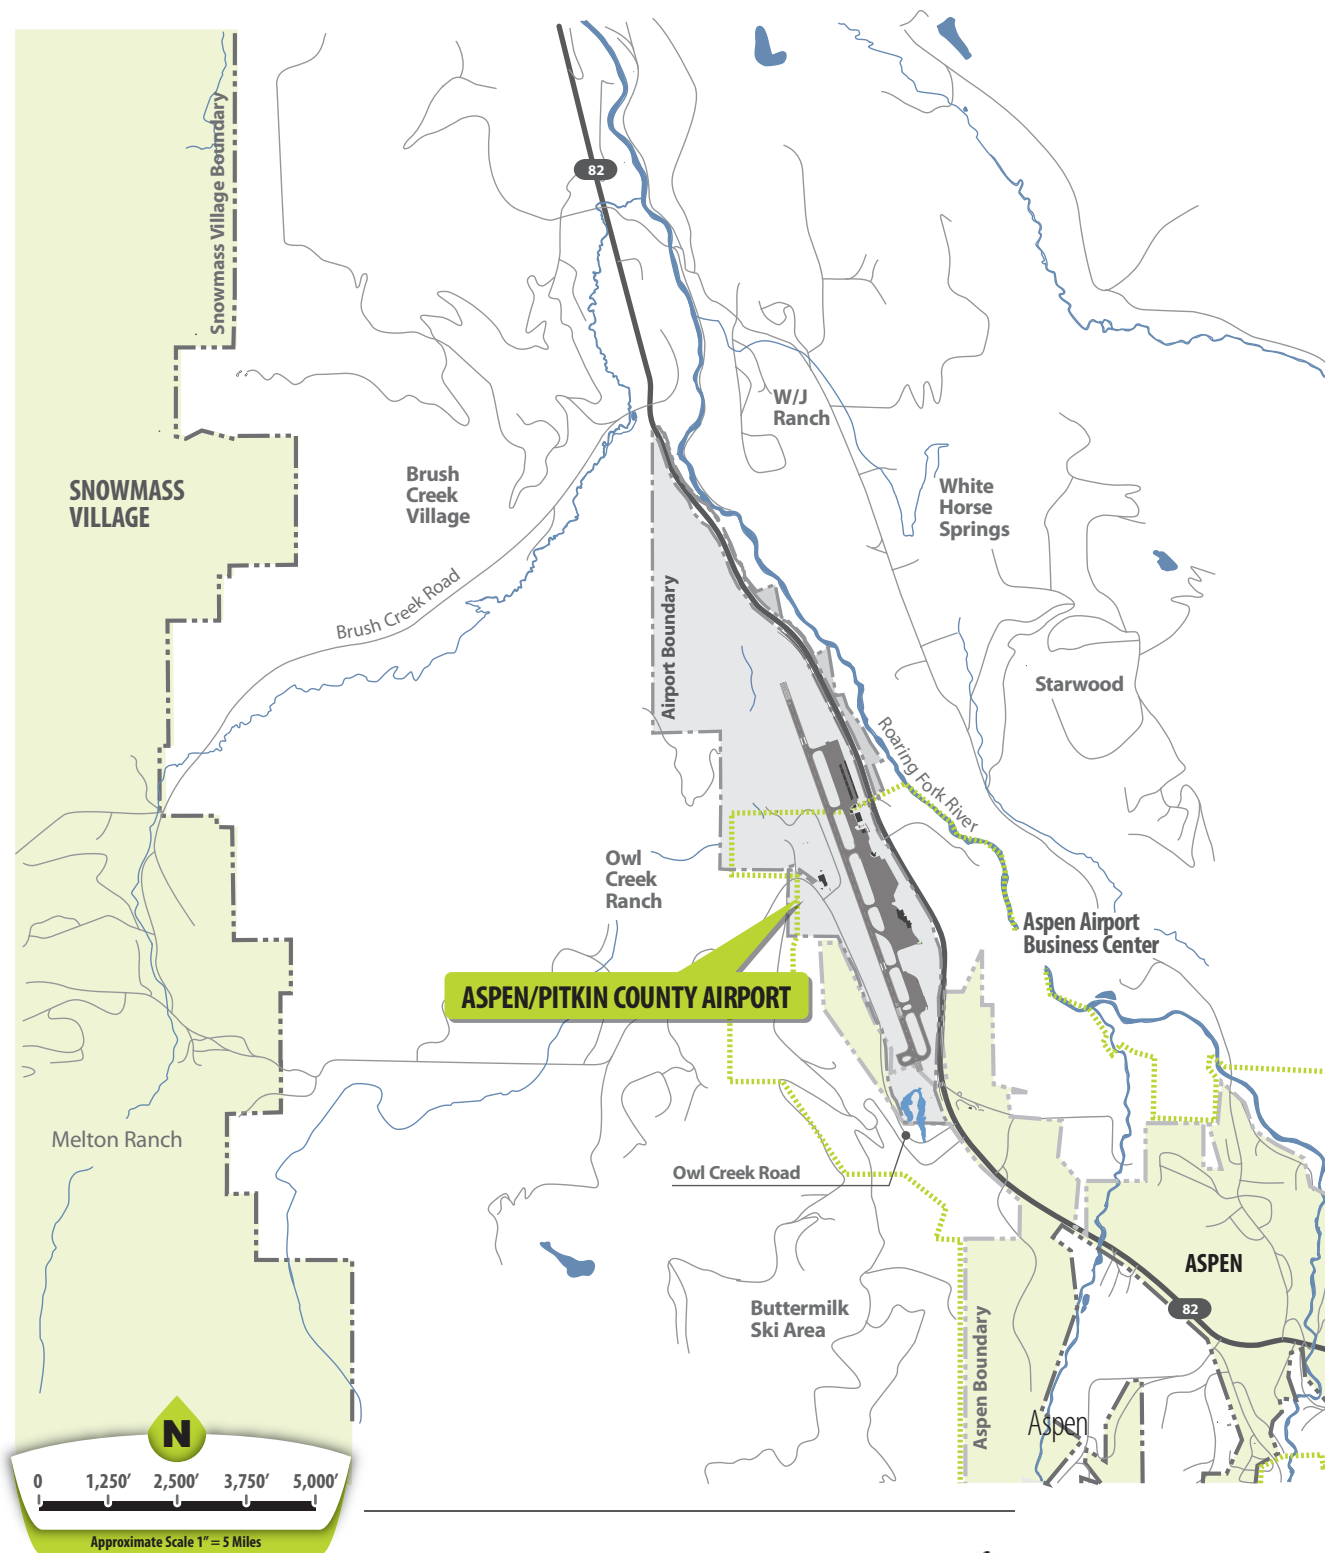 82
Snowmass Village Boundary
W/J
Ranch
SNOWMASS
VILLAGE
Brush
Creek
Village
White
Horse
Springs
Brush Creek Road
Airport Boundary
Starwood
Roaring Fork River
Owl
Creek
Ranch
Aspen Airport
Business Center
ASPEN/PITKIN COUNTY AIRPORT
Melton Ranch
Owl Creek Road
ASPEN
82
Buttermilk
Ski Area
Aspen Boundary
Aspen
N
0 1,250′ 2,500′ 3,750′ 5,000′
Approximate Scale 1” = 5 Miles